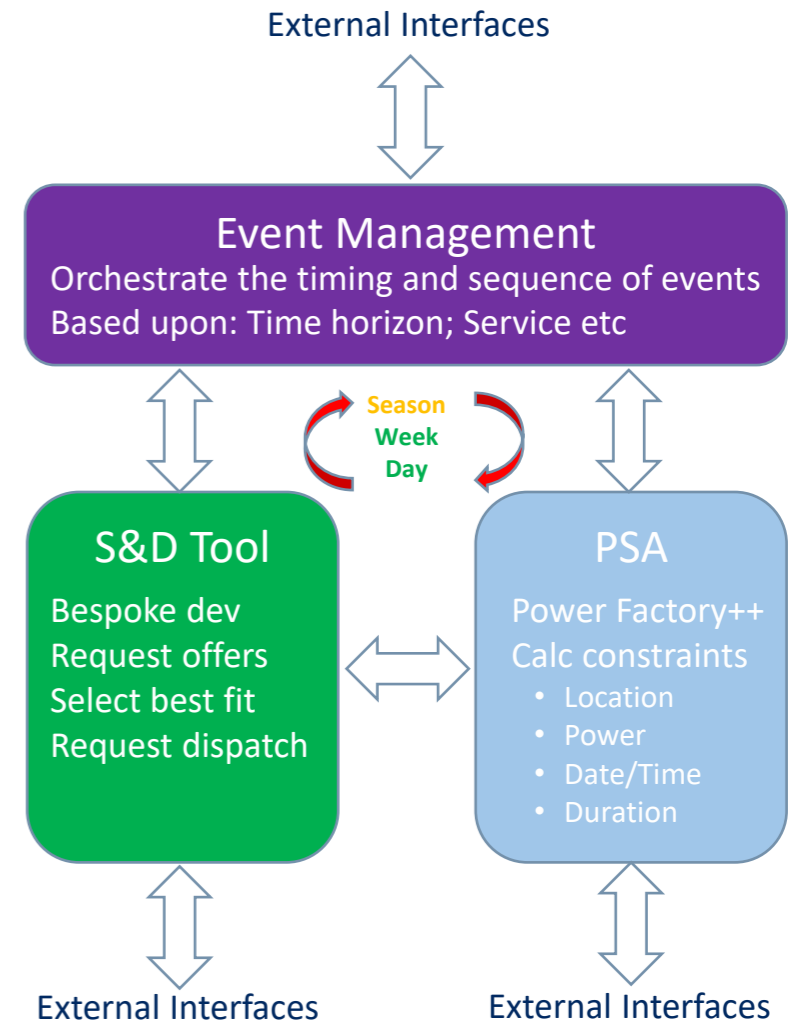 External Interfaces
Event Management
Orchestrate the timing and sequence of events
Based upon: Time horizon; Service etc
Season
Week
Day
S&D Tool
Bespoke dev
Request offers
Select best fit
Request dispatch
PSA
Power Factory++
Calc constraints
• Location
• Power
• Date/Time
• Duration
External Interfaces
External Interfaces